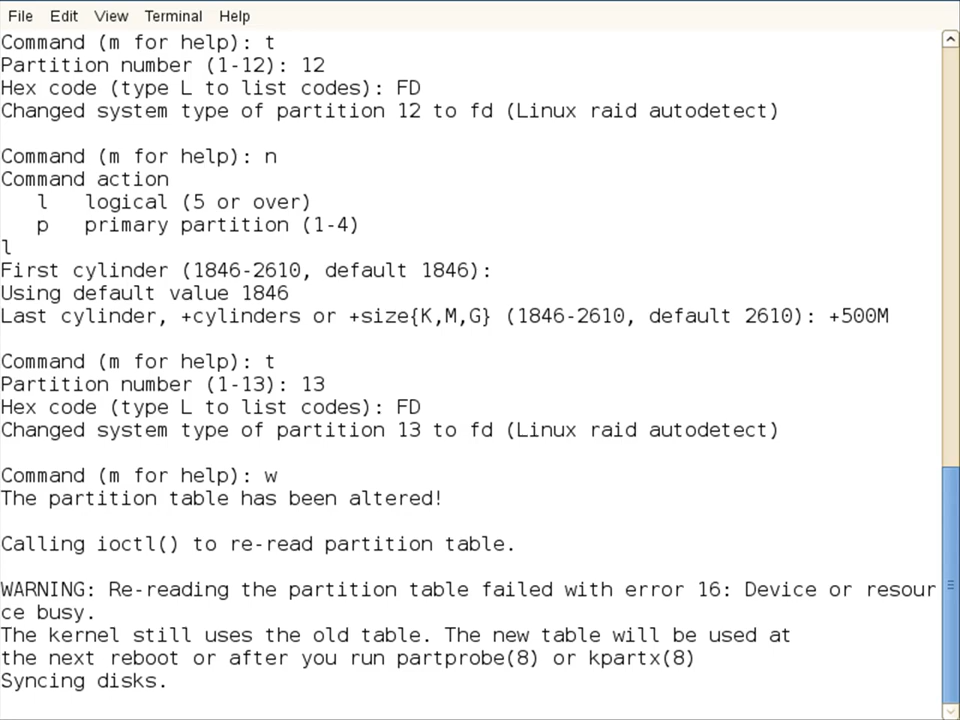 File Edit View Terminal Help
Command (m for help): t
Partition number (1-12): 12
Hex code (type L to list codes): FD
Changed system type of partition 12 to fd (Linux raid autodetect)
Command (m for help): n
Command action
l logical (5 or over)
p primary partition (1-4)
l
First cylinder (1846-2610, default 1846):
Using default value 1846
Last cylinder, +cylinders or +size{K,M,G} (1846-2610, default 2610): +500M
Command (m for help): t
Partition number (1-13): 13
Hex code (type L to list codes): FD
Changed system type of partition 13 to fd (Linux raid autodetect)
Command (m for help): w
The partition table has been altered!
Calling ioctl() to re-read partition table.
WARNING: Re-reading the partition table failed with error 16: Device or resour
ce busy.
The kernel still uses the old table. The new table will be used at
the next reboot or after you run partprobe(8) or kpartx(8)
Syncing disks.